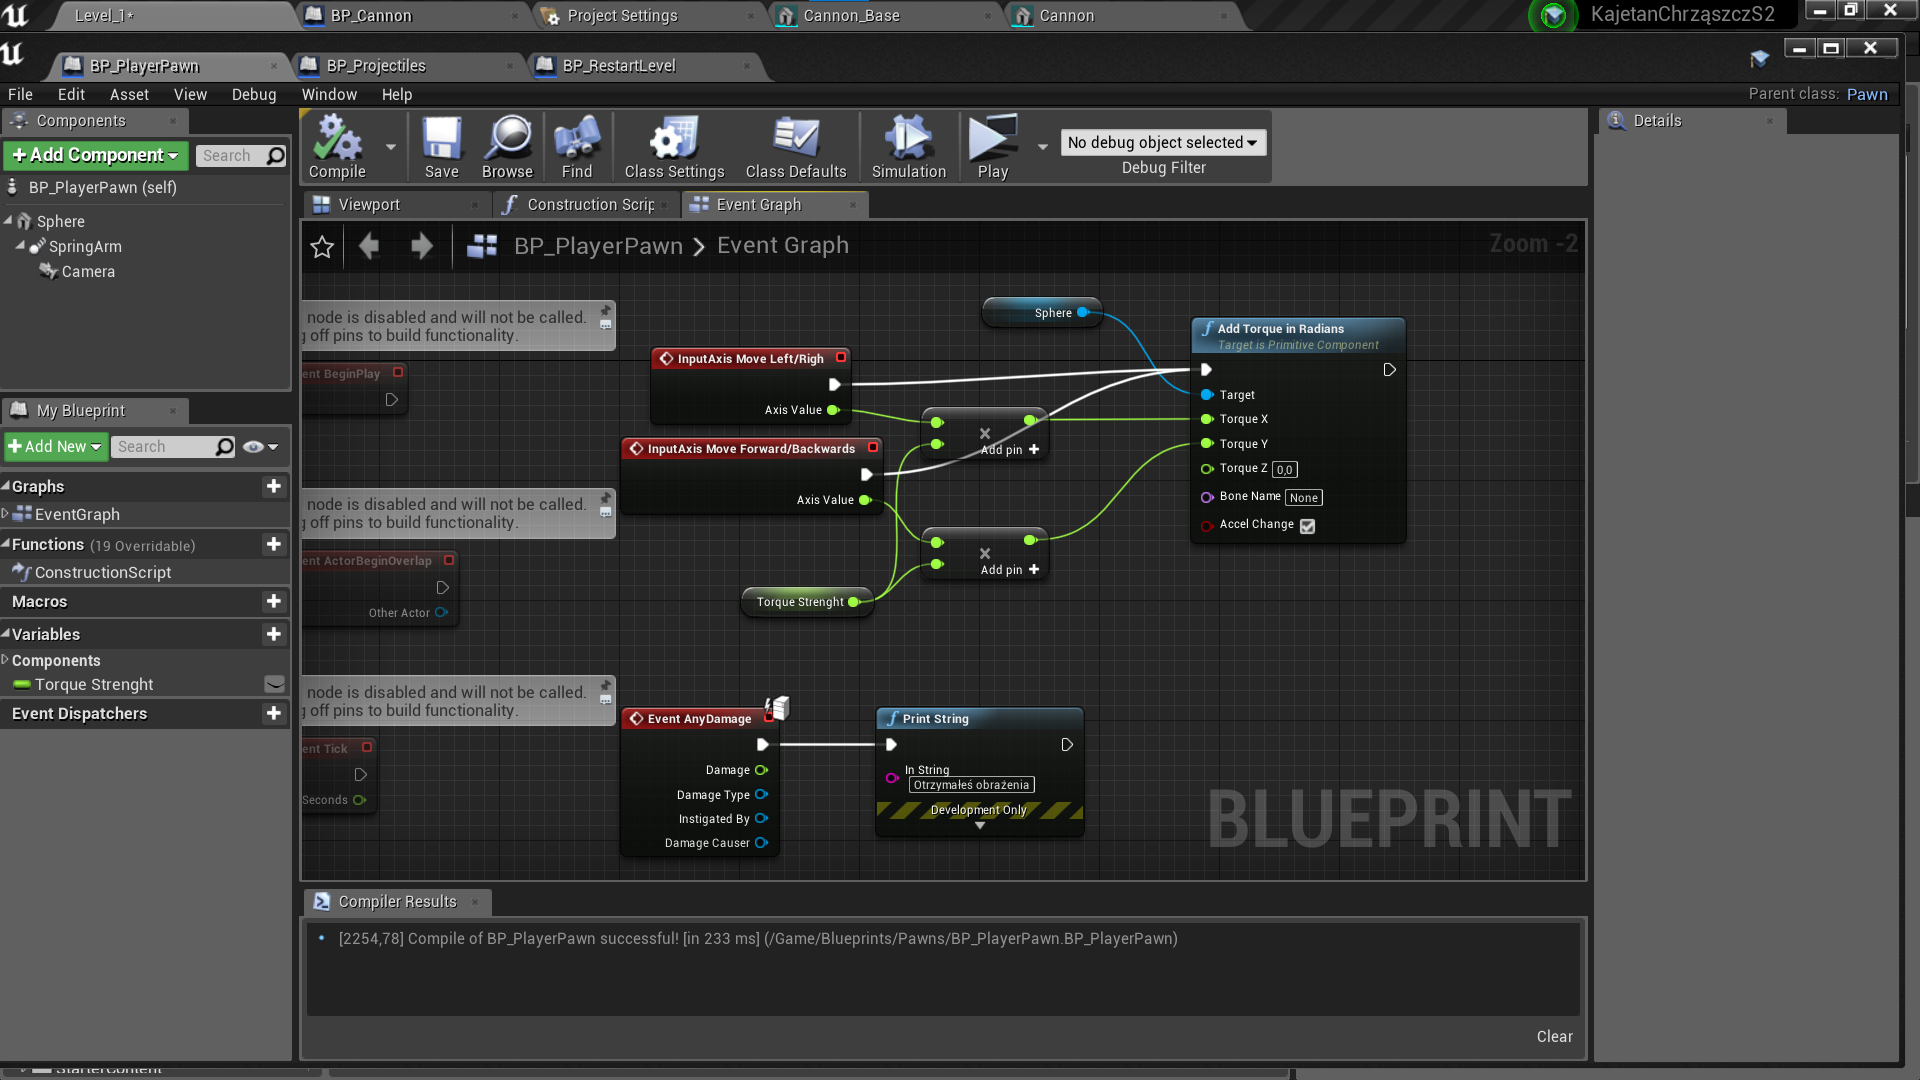 Level_1*
BP_Cannon
Project Settings
Cannon_Base
Cannon
KajetanChrząszczS2
BP_PlayerPawn
BP_Projectiles
BP_RestartLevel
File Edit Asset View Debug Window Help
Parent class: Pawn
Components
+ Add Component
Search
BP_PlayerPawn (self)
Sphere
SpringArm
Camera
Compile
Save
Browse
Find
Class Settings
Class Defaults
Simulation
Play
No debug object selected
Debug Filter
Details
Viewport
Construction Scrip
Event Graph
BP_PlayerPawn > Event Graph
Zoom -2
My Blueprint
+ Add New
Search
Graphs
EventGraph
Functions (19 Overridable)
ConstructionScript
Macros
Variables
Components
Torque Strenght
Event Dispatchers
node is disabled and will not be called.
g off pins to build functionality.
ent BeginPlay
node is disabled and will not be called.
g off pins to build functionality.
ent ActorBeginOverlap
Other Actor
node is disabled and will not be called.
g off pins to build functionality.
ent Tick
Seconds
InputAxis Move Left/Righ
Axis Value
InputAxis Move Forward/Backwards
Axis Value
Sphere
Add pin +
Add pin +
Torque Strenght
Add Torque in Radians
Target is Primitive Component
Target
Torque X
Torque Y
Torque Z 0,0
Bone Name None
Accel Change
Event AnyDamage
Damage
Damage Type
Instigated By
Damage Causer
Print String
In String
Otrzymałeś obrażenia
Development Only
BLUEPRINT
Compiler Results
[2254,78] Compile of BP_PlayerPawn successful! [in 233 ms] (/Game/Blueprints/Pawns/BP_PlayerPawn.BP_PlayerPawn)
Clear
StarterContent